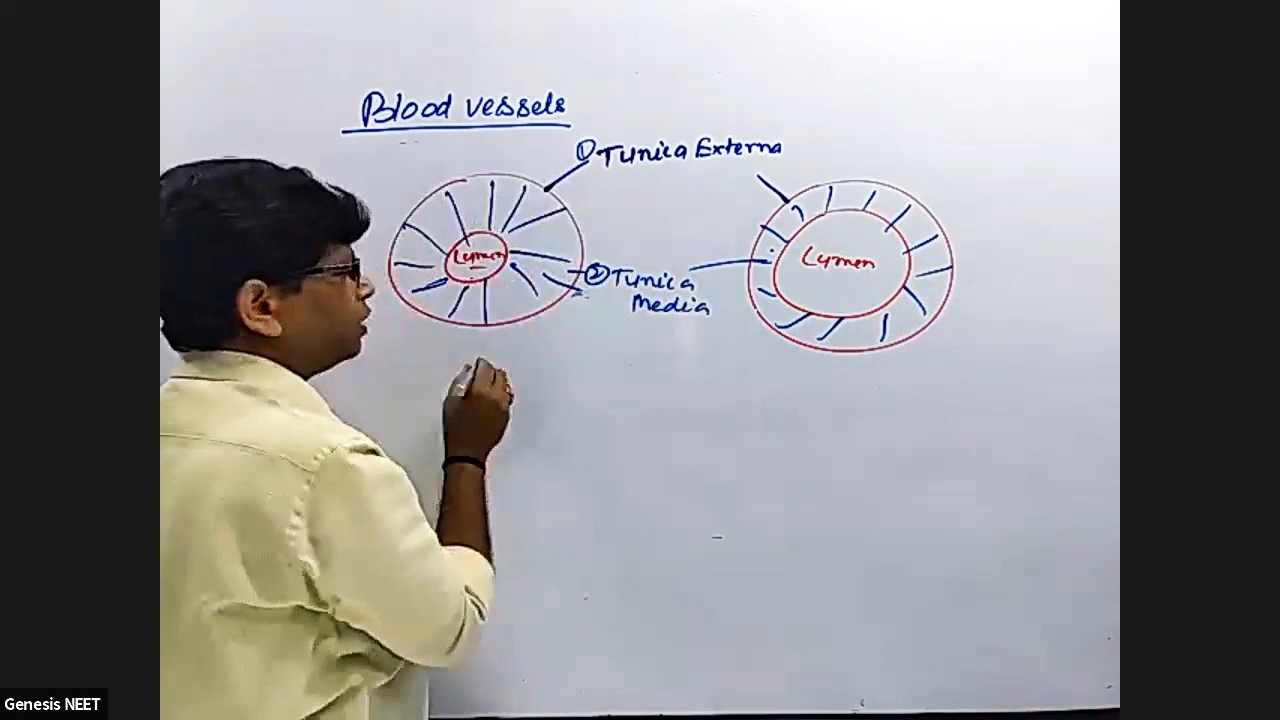 Blood vessels
① Tunica Externa
Lumen
② Tunica
Media
Lumen
Genesis NEET